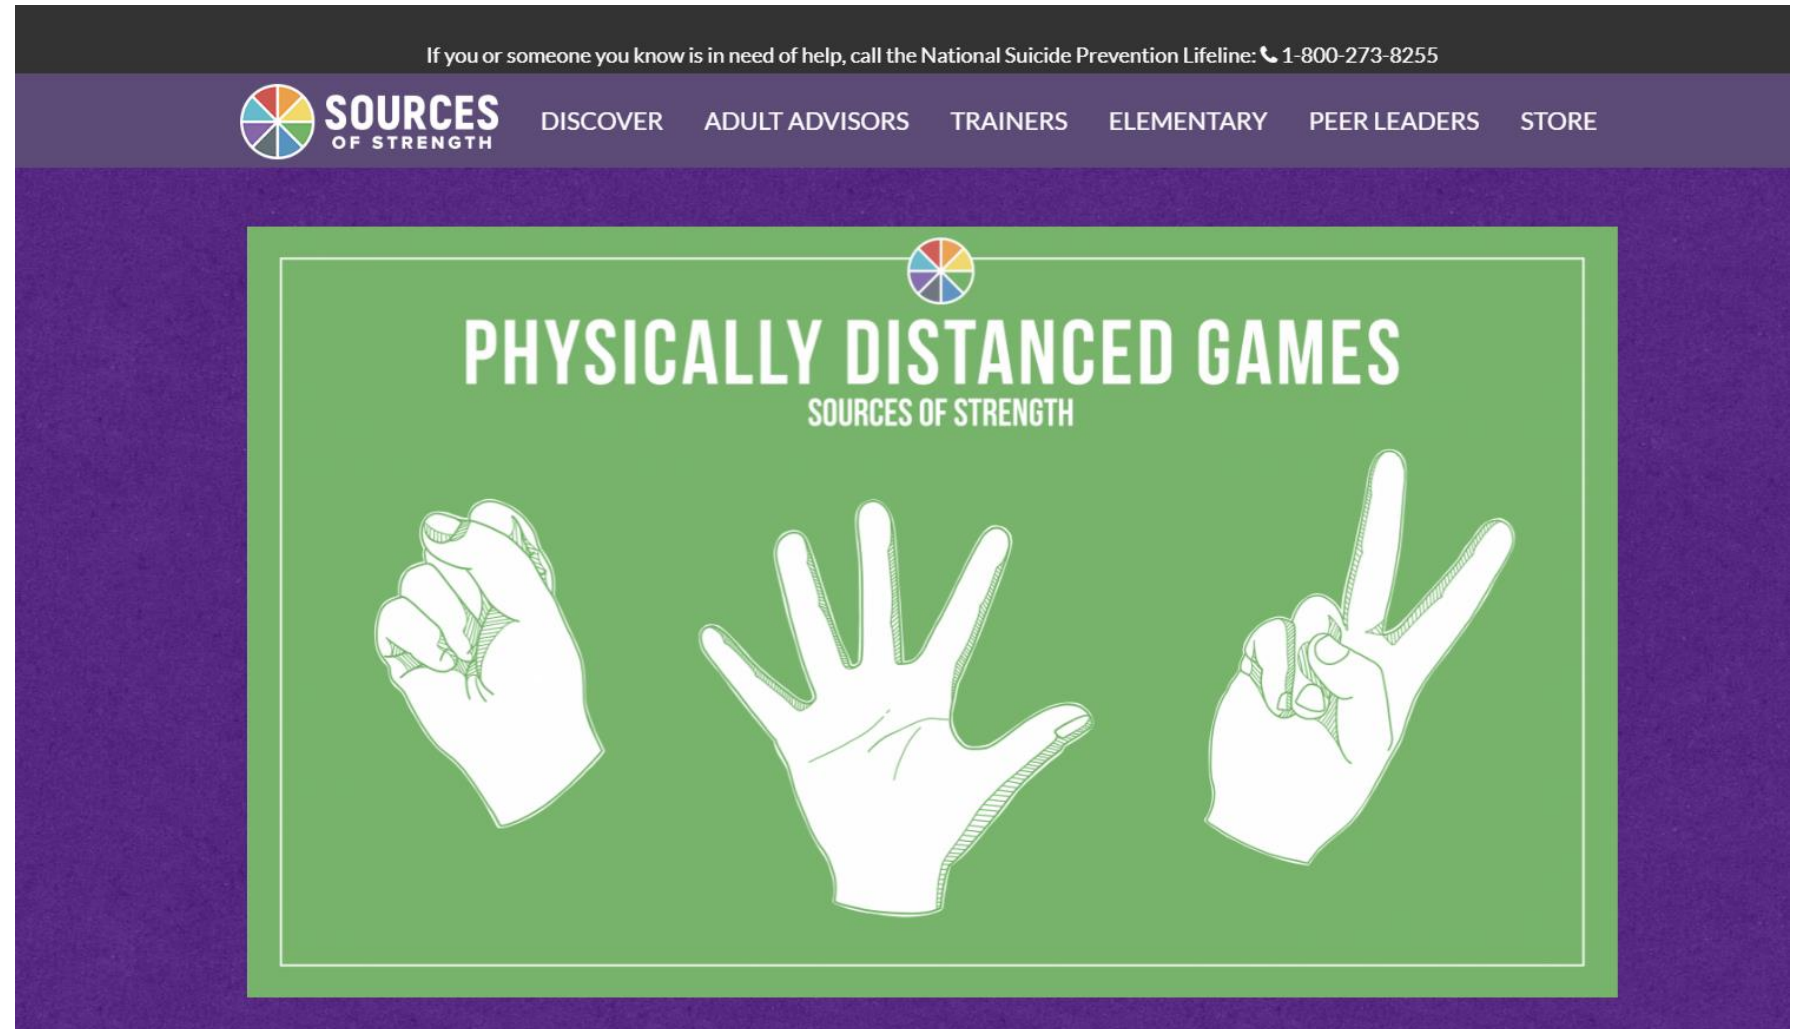 If you or someone you know is in need of help, call the National Suicide Prevention Lifeline: 1-800-273-8255
SOURCES
OF STRENGTH
DISCOVER ADULT ADVISORS TRAINERS ELEMENTARY PEER LEADERS STORE
PHYSICALLY DISTANCED GAMES
SOURCES OF STRENGTH